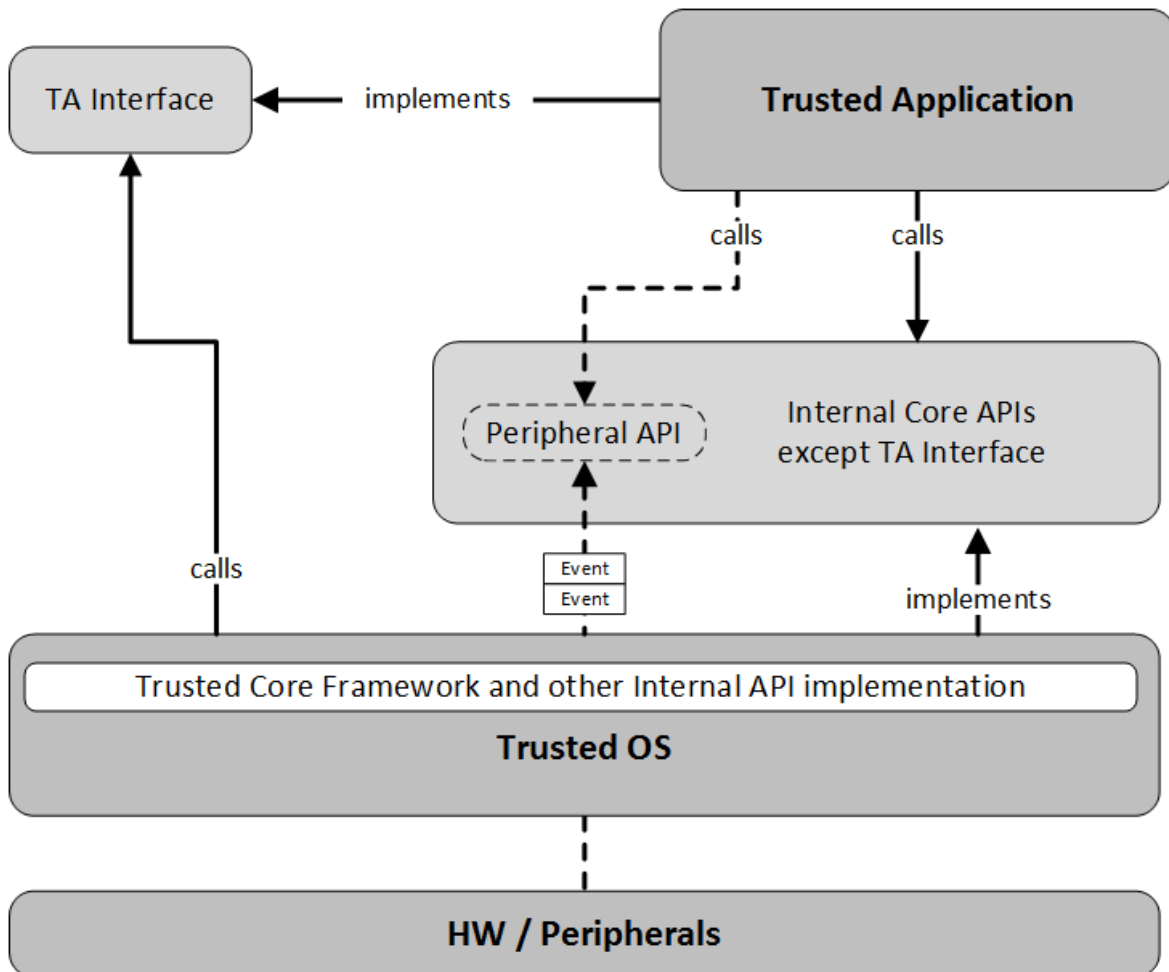 TA Interface
implements
Trusted Application
calls
calls
Peripheral API
Internal Core APIs
except TA Interface
calls
Event
Event
implements
Trusted Core Framework and other Internal API implementation
Trusted OS
HW / Peripherals